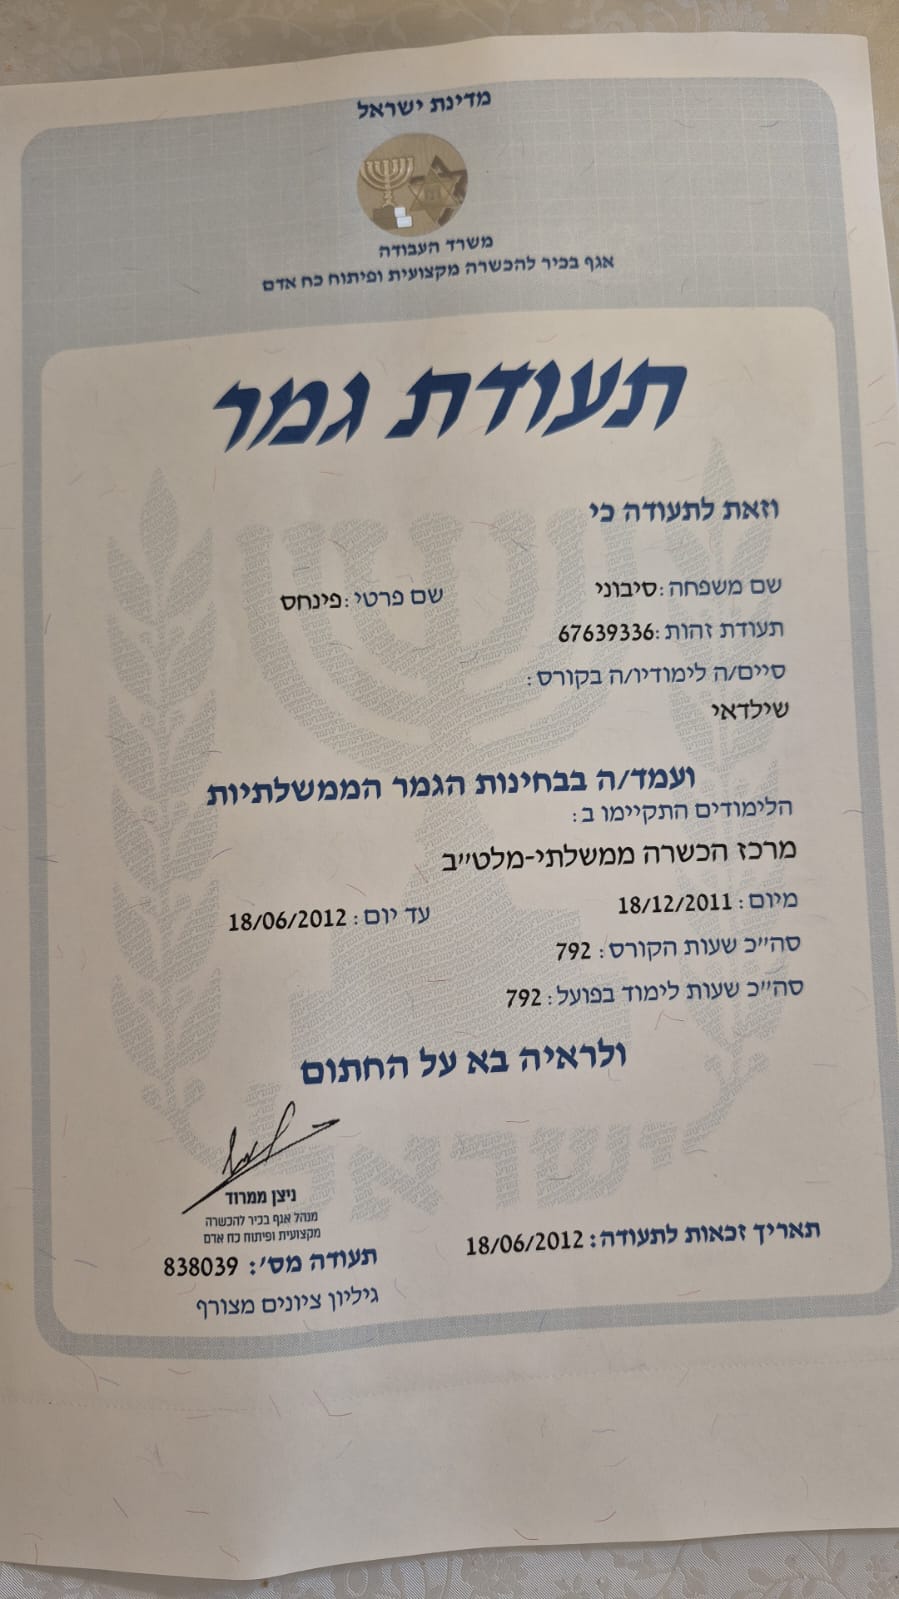 מדינת ישראל
משרד העבודה
אגף בכיר להכשרה מקצועית ופיתוח כח אדם
תעודת גמר
וזאת לתעודה כי
שם משפחה: סיבוני שם פרטי: פינחס
תעודת זהות: 67639336
סיים/ה לימודיו/ה בקורס:
שילדאי
ועמד/ה בבחינות הגמר הממשלתיות
הלימודים התקיימו ב:
מרכז הכשרה ממשלתי-מלט"ב
מיום: 18/12/2011 עד יום: 18/06/2012
סה"כ שעות הקורס: 792
סה"כ שעות לימוד בפועל: 792
ולראיה בא על החתום
ניצן ממרוד
מנהל אגף בכיר להכשרה
מקצועית ופיתוח כח אדם
תאריך זכאות לתעודה: 18/06/2012
תעודה מס': 838039
גיליון ציונים מצורף
ישראל